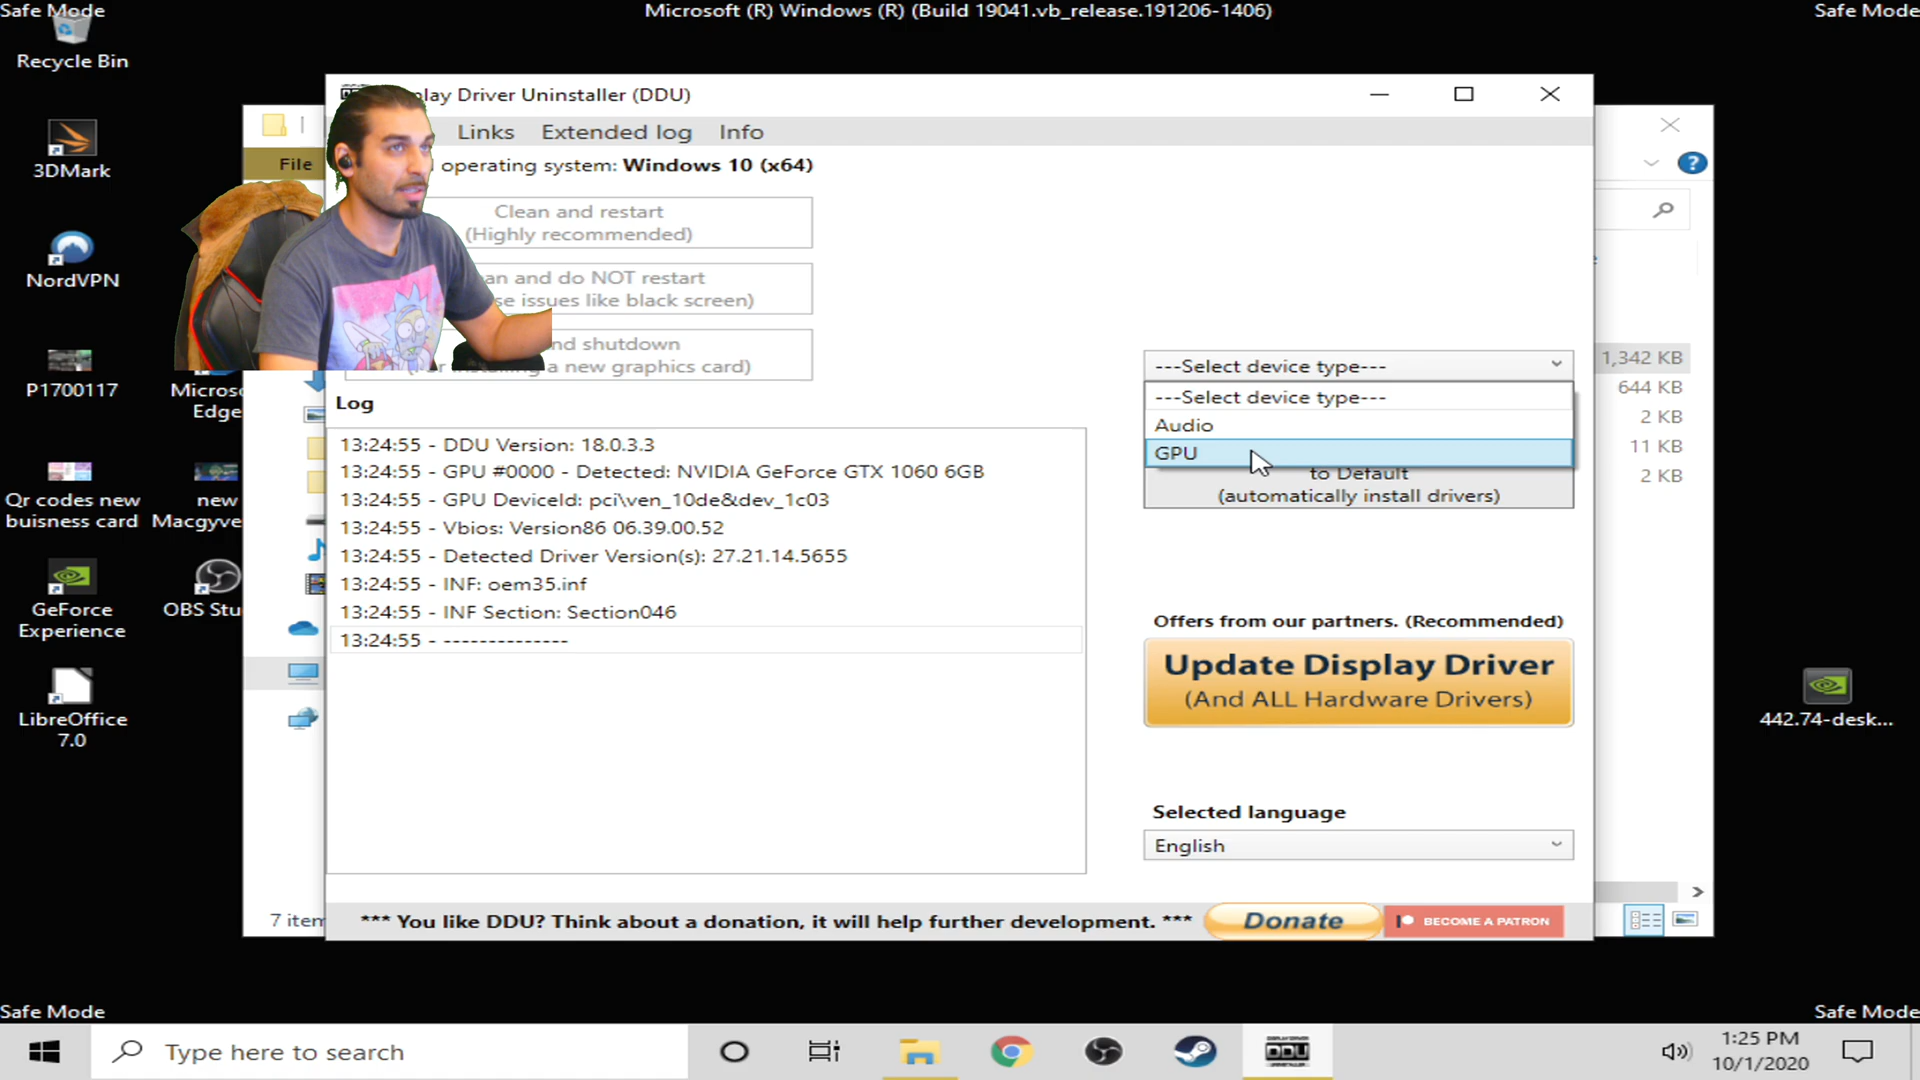 Safe Mode
Microsoft (R) Windows (R) (Build 19041.vb_release.191206-1406)
Safe Mode
Recycle Bin
3DMark
NordVPN
P1700117
Micros
Edge
Qr codes new
buisness card
new
Macgyve
GeForce
Experience
OBS Stu
LibreOffice
7.0
File
play Driver Uninstaller (DDU)
Links
Extended log
Info
operating system: Windows 10 (x64)
Clean and restart
(Highly recommended)
an and do NOT restart
se issues like black screen)
nd shutdown
a new graphics card)
Log
13:24:55 - DDU Version: 18.0.3.3
13:24:55 - GPU #0000 - Detected: NVIDIA GeForce GTX 1060 6GB
13:24:55 - GPU DeviceId: pci\ven_10de&dev_1c03
13:24:55 - Vbios: Version86 06.39.00.52
13:24:55 - Detected Driver Version(s): 27.21.14.5655
13:24:55 - INF: oem35.inf
13:24:55 - INF Section: Section046
13:24:55 - --------------
---Select device type---
---Select device type---
Audio
GPU
to Default
(automatically install drivers)
Offers from our partners. (Recommended)
Update Display Driver
(And ALL Hardware Drivers)
Selected language
English
1,342 KB
644 KB
2 KB
11 KB
2 KB
442.74-desk...
7 item
*** You like DDU? Think about a donation, it will help further development. ***
Donate
BECOME A PATRON
Safe Mode
Safe Mode
Type here to search
DDU
1:25 PM
10/1/2020